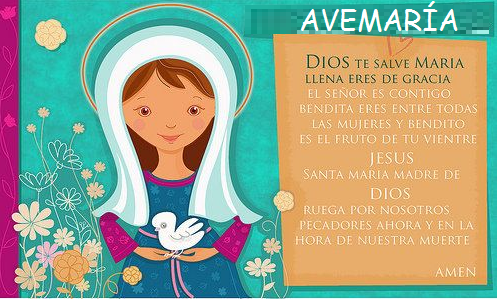 AVEMARÍA
DIOS TE SALVE MARIA
LLENA ERES DE GRACIA
EL SEÑOR ES CONTIGO
BENDITA ERES ENTRE TODAS
LAS MUJERES Y BENDITO
ES EL FRUTO DE TU VIENTRE
JESUS
SANTA MARIA MADRE DE
DIOS
RUEGA POR NOSOTROS
PECADORES AHORA Y EN LA
HORA DE NUESTRA MUERTE
AMEN